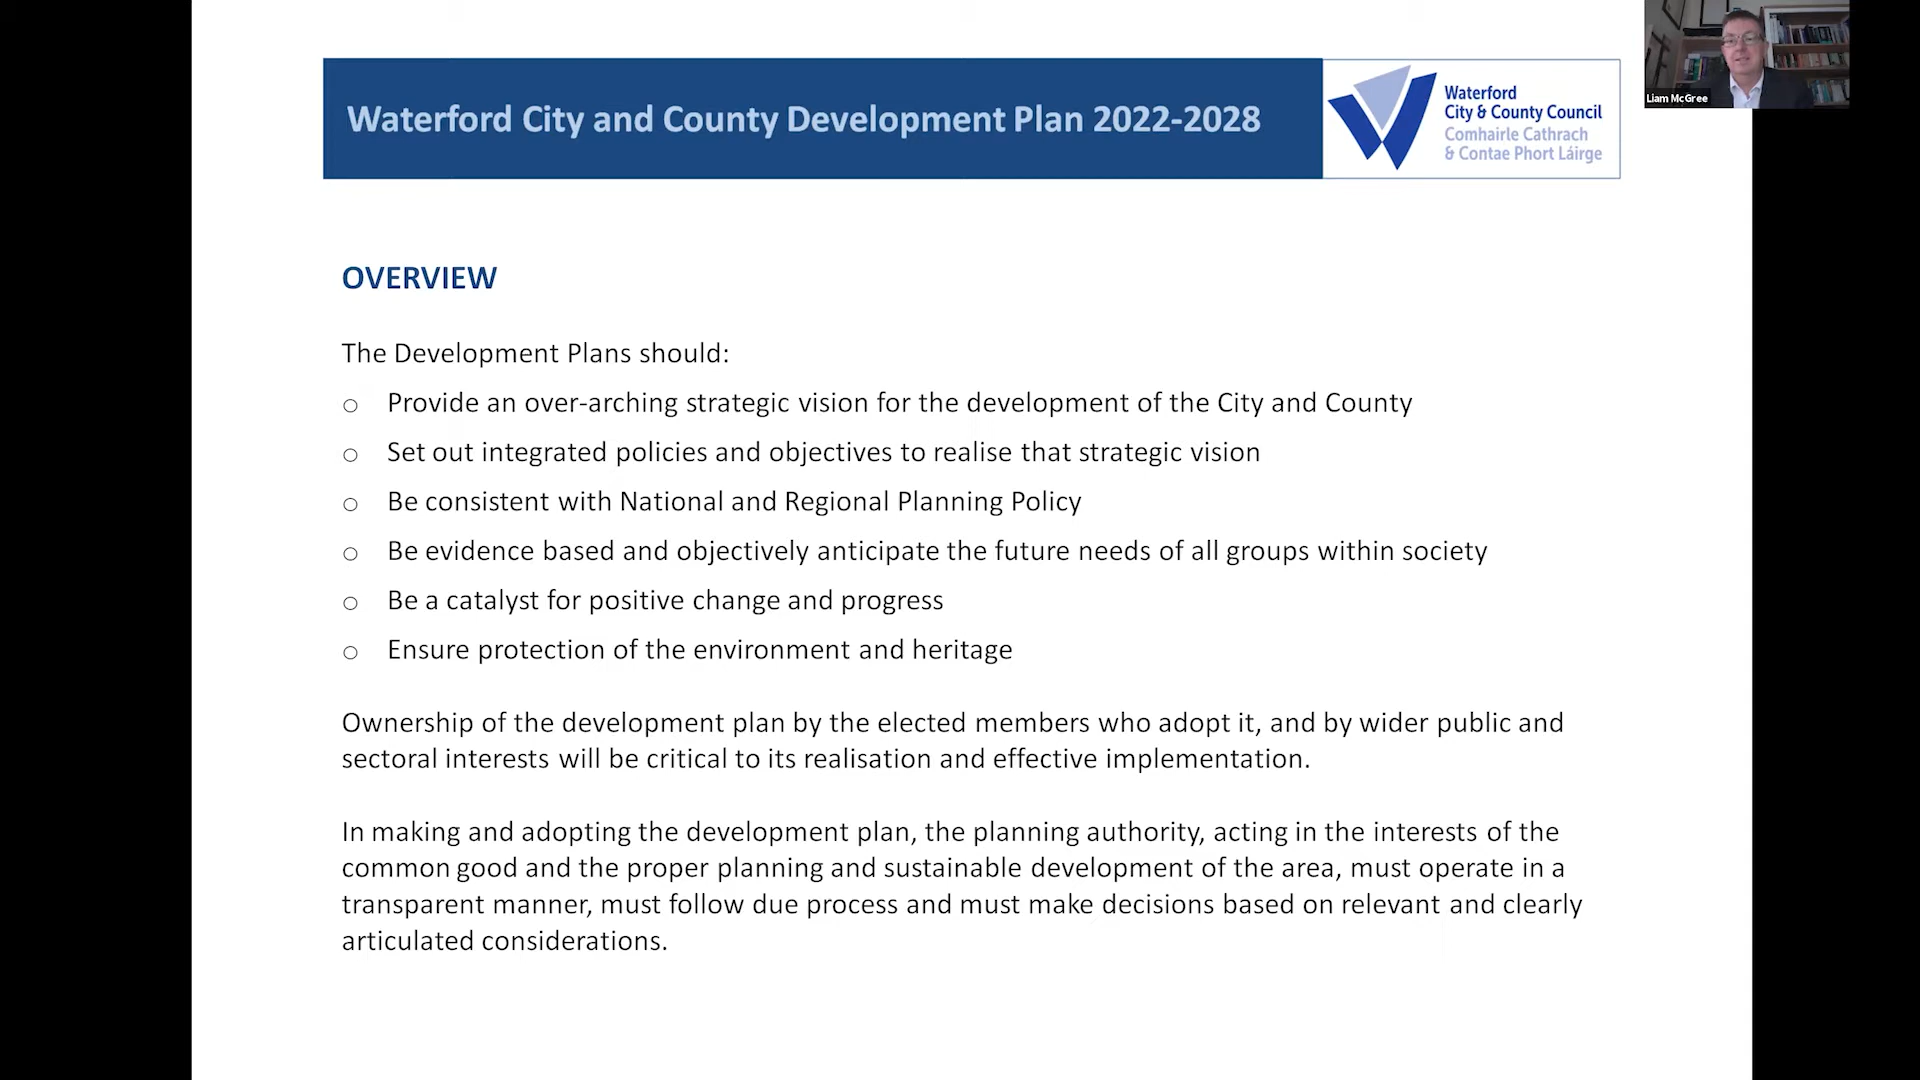 Waterford City and County Development Plan 2022-2028
Waterford
City & County Council
Comhairle Cathrach
& Contae Phort Láirge
Liam McGree
OVERVIEW
The Development Plans should:
o Provide an over-arching strategic vision for the development of the City and County
o Set out integrated policies and objectives to realise that strategic vision
o Be consistent with National and Regional Planning Policy
o Be evidence based and objectively anticipate the future needs of all groups within society
o Be a catalyst for positive change and progress
o Ensure protection of the environment and heritage
Ownership of the development plan by the elected members who adopt it, and by wider public and
sectoral interests will be critical to its realisation and effective implementation.
In making and adopting the development plan, the planning authority, acting in the interests of the
common good and the proper planning and sustainable development of the area, must operate in a
transparent manner, must follow due process and must make decisions based on relevant and clearly
articulated considerations.